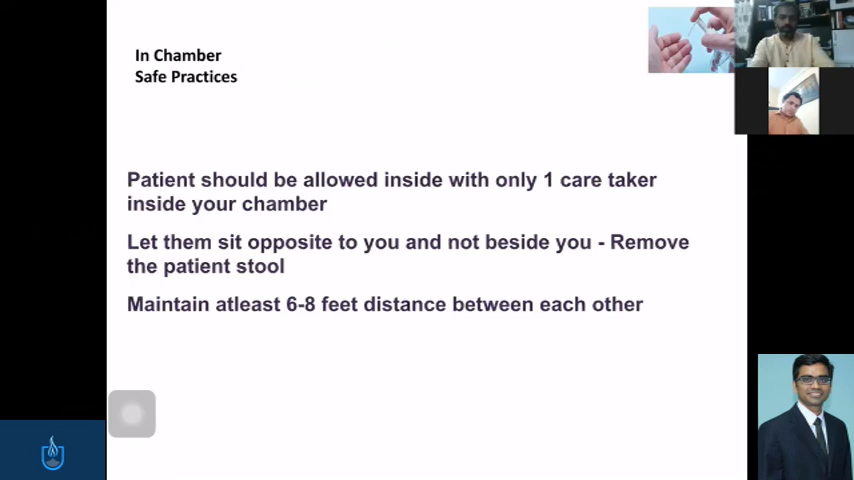 In Chamber
Safe Practices
Patient should be allowed inside with only 1 care taker
inside your chamber
Let them sit opposite to you and not beside you - Remove
the patient stool
Maintain atleast 6-8 feet distance between each other